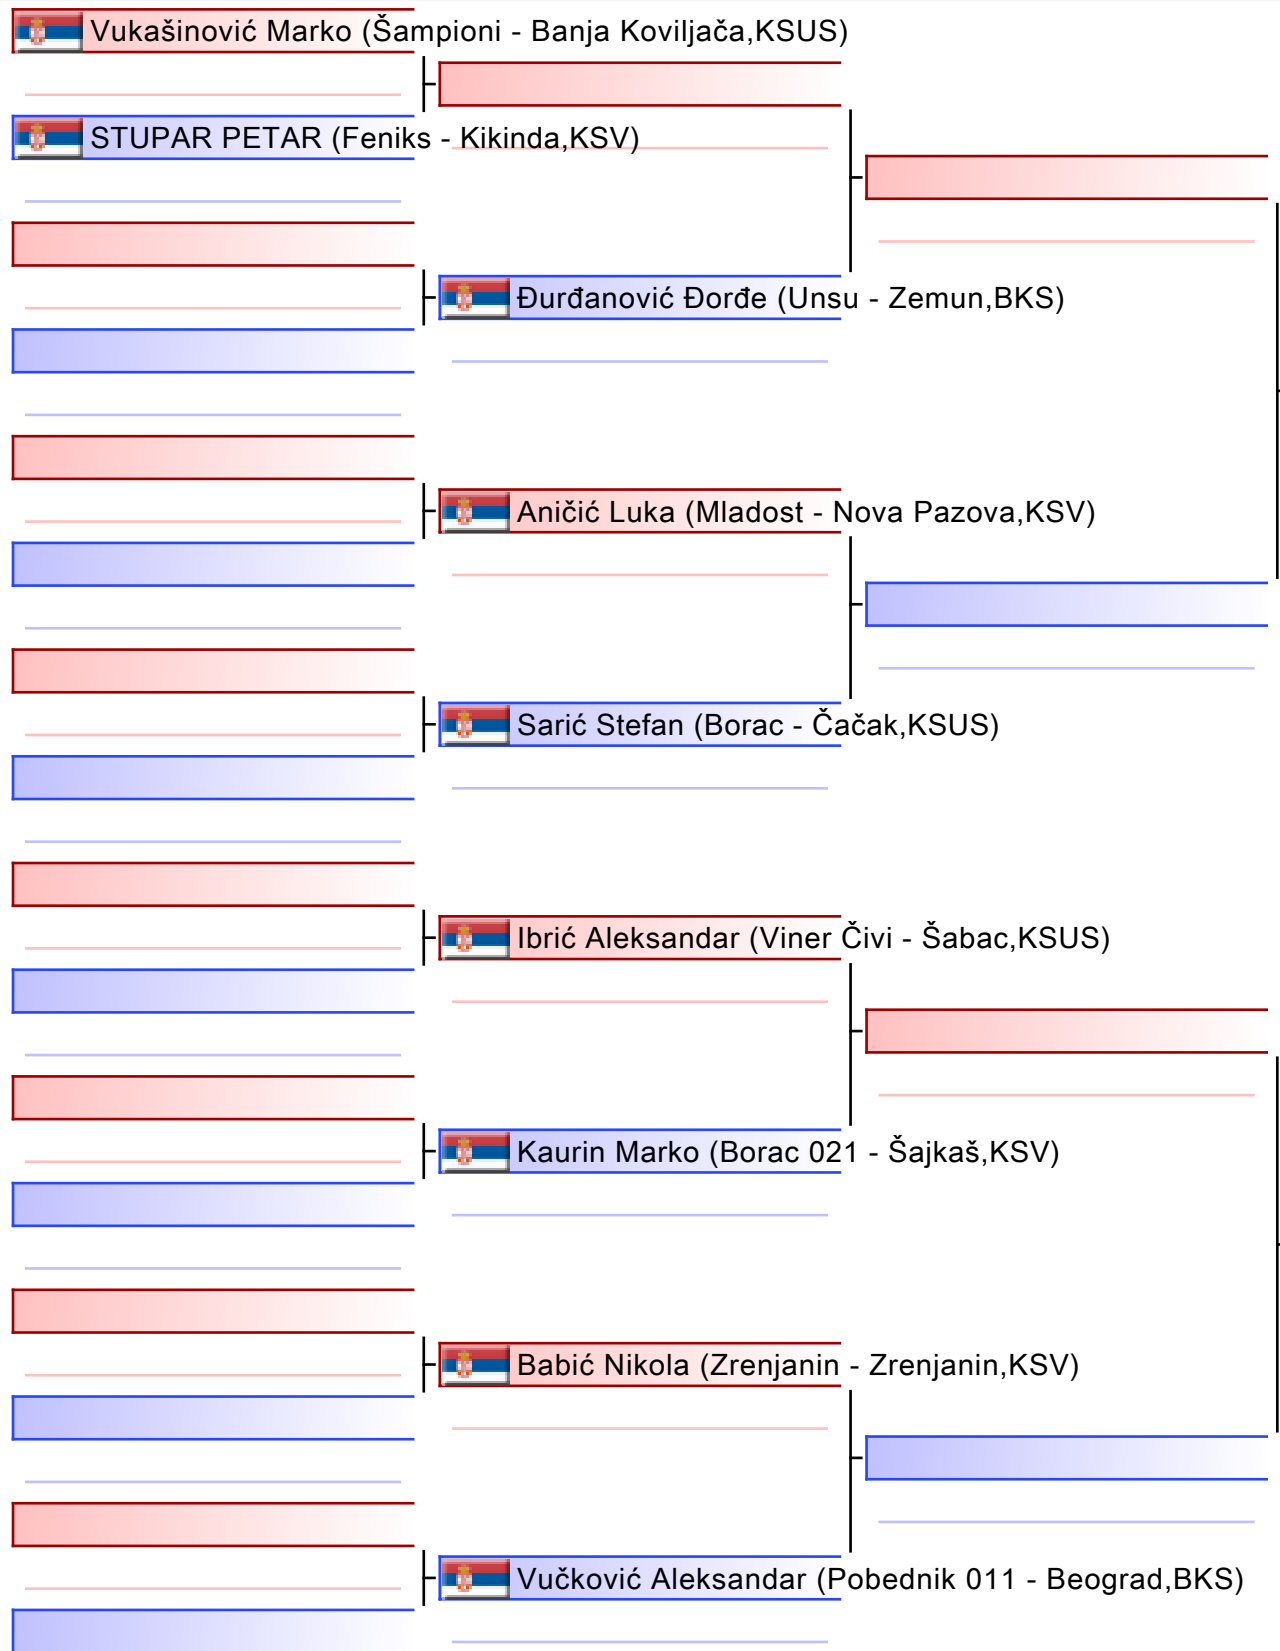 Vukašinović Marko (Šampioni - Banja Koviljača,KSUS)
STUPAR PETAR (Feniks - Kikinda,KSV)
Đurđanović Đorđe (Unsu - Zemun,BKS)
Aničić Luka (Mladost - Nova Pazova,KSV)
Sarić Stefan (Borac - Čačak,KSUS)
Ibrić Aleksandar (Viner Čivi - Šabac,KSUS)
Kaurin Marko (Borac 021 - Šajkaš,KSV)
Babić Nikola (Zrenjanin - Zrenjanin,KSV)
Vučković Aleksandar (Pobednik 011 - Beograd,BKS)